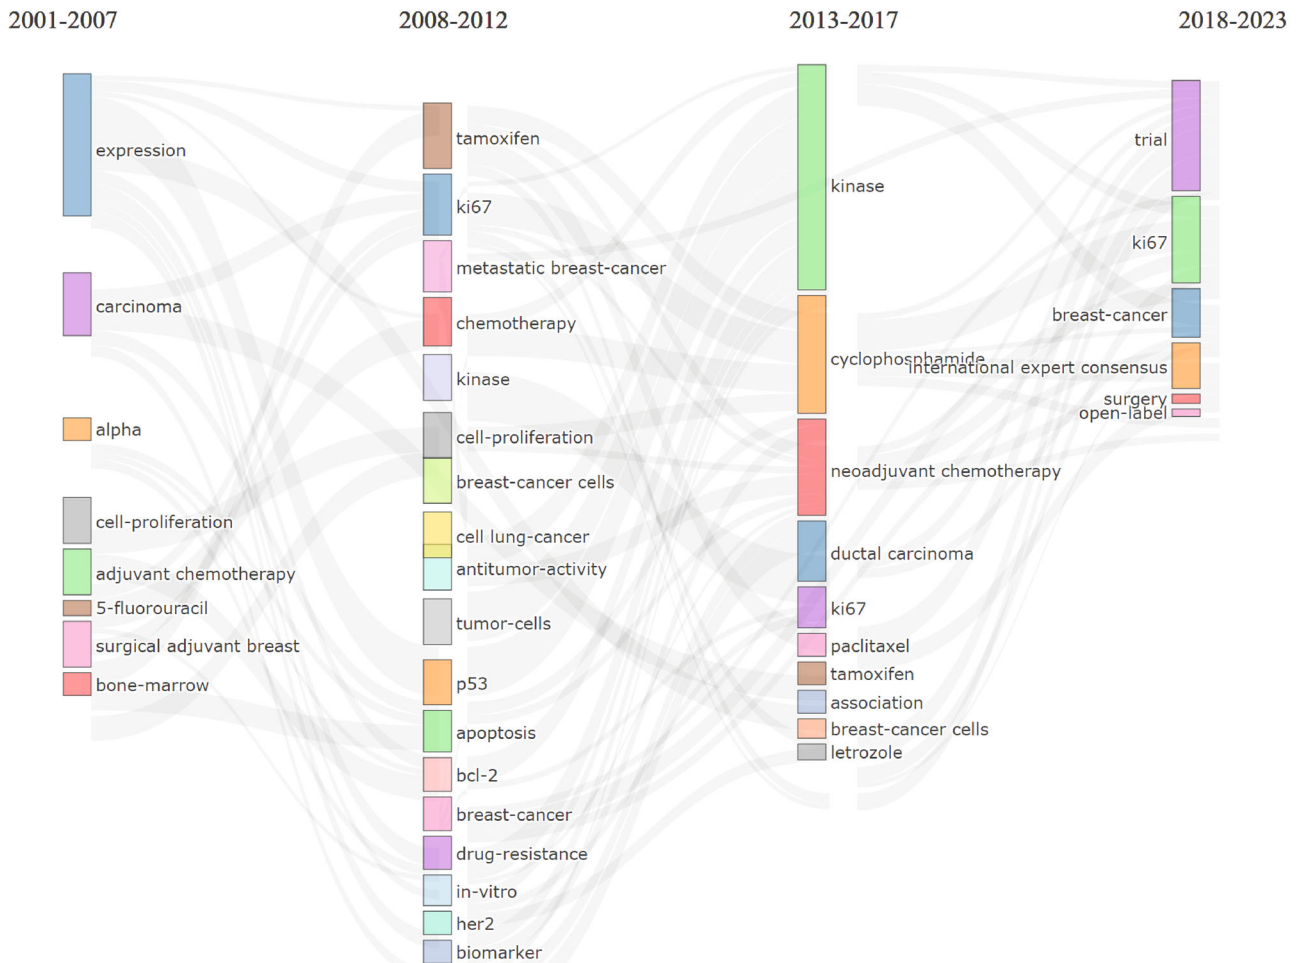 2001-2007
2008-2012
2013-2017
2018-2023
expression
carcinoma
alpha
cell-proliferation
adjuvant chemotherapy
5-fluorouracil
surgical adjuvant breast
bone-marrow
tamoxifen
ki67
metastatic breast-cancer
chemotherapy
kinase
cell-proliferation
breast-cancer cells
cell lung-cancer
antitumor-activity
tumor-cells
p53
apoptosis
bcl-2
breast-cancer
drug-resistance
in-vitro
her2
biomarker
kinase
cyclophosphamide
neoadjuvant chemotherapy
ductal carcinoma
ki67
paclitaxel
tamoxifen
association
breast-cancer cells
letrozole
trial
ki67
breast-cancer
international expert consensus
surgery
open-label